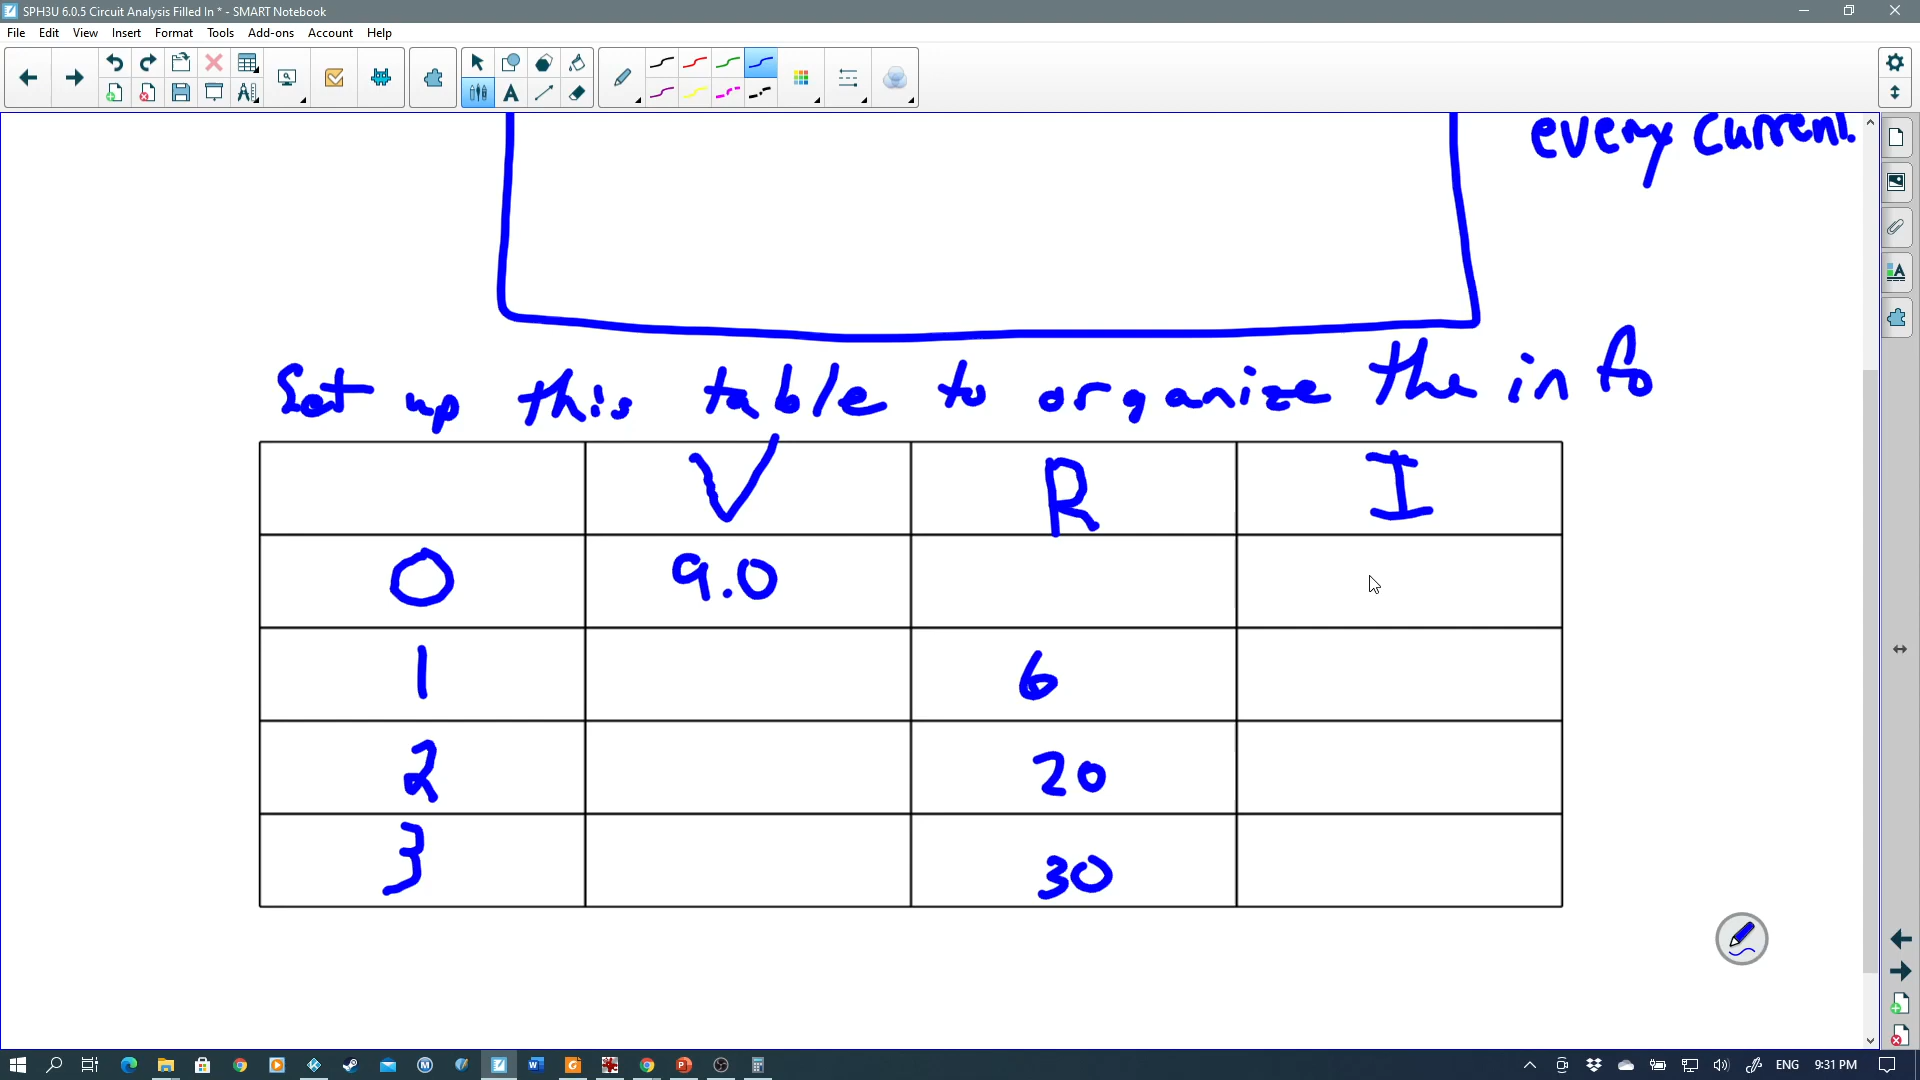 SPH3U 6.0.5 Circuit Analysis Filled In * - SMART Notebook
File Edit View Insert Format Tools Add-ons Account Help
every current.
Set up this table to organize the info
V R I
0 9.0
1 6
2 20
3 30
ENG 9:31 PM